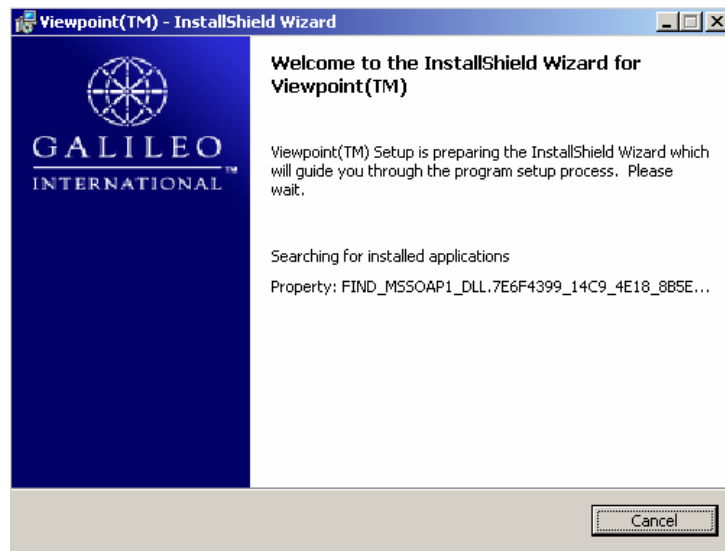 Viewpoint(TM) - InstallShield Wizard
GALILEO
INTERNATIONAL™
Welcome to the InstallShield Wizard for
Viewpoint(TM)
Viewpoint(TM) Setup is preparing the InstallShield Wizard which
will guide you through the program setup process.  Please
wait.
Searching for installed applications
Property: FIND_MSSOAP1_DLL.7E6F4399_14C9_4E18_8B5E...
Cancel